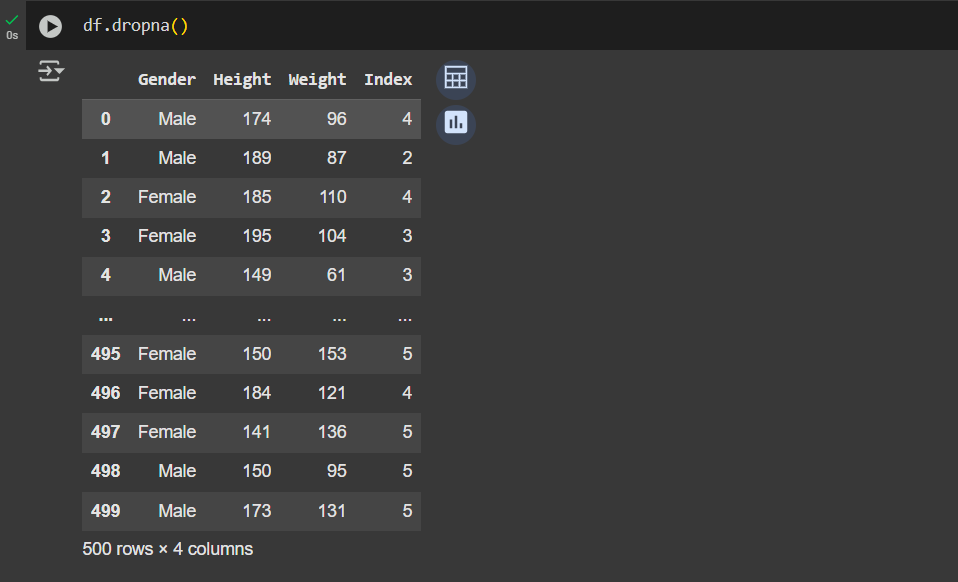 df.dropna()
0s
Gender Height Weight Index
0 Male 174 96 4
1 Male 189 87 2
2 Female 185 110 4
3 Female 195 104 3
4 Male 149 61 3
... ... ... ... ...
495 Female 150 153 5
496 Female 184 121 4
497 Female 141 136 5
498 Male 150 95 5
499 Male 173 131 5
500 rows × 4 columns